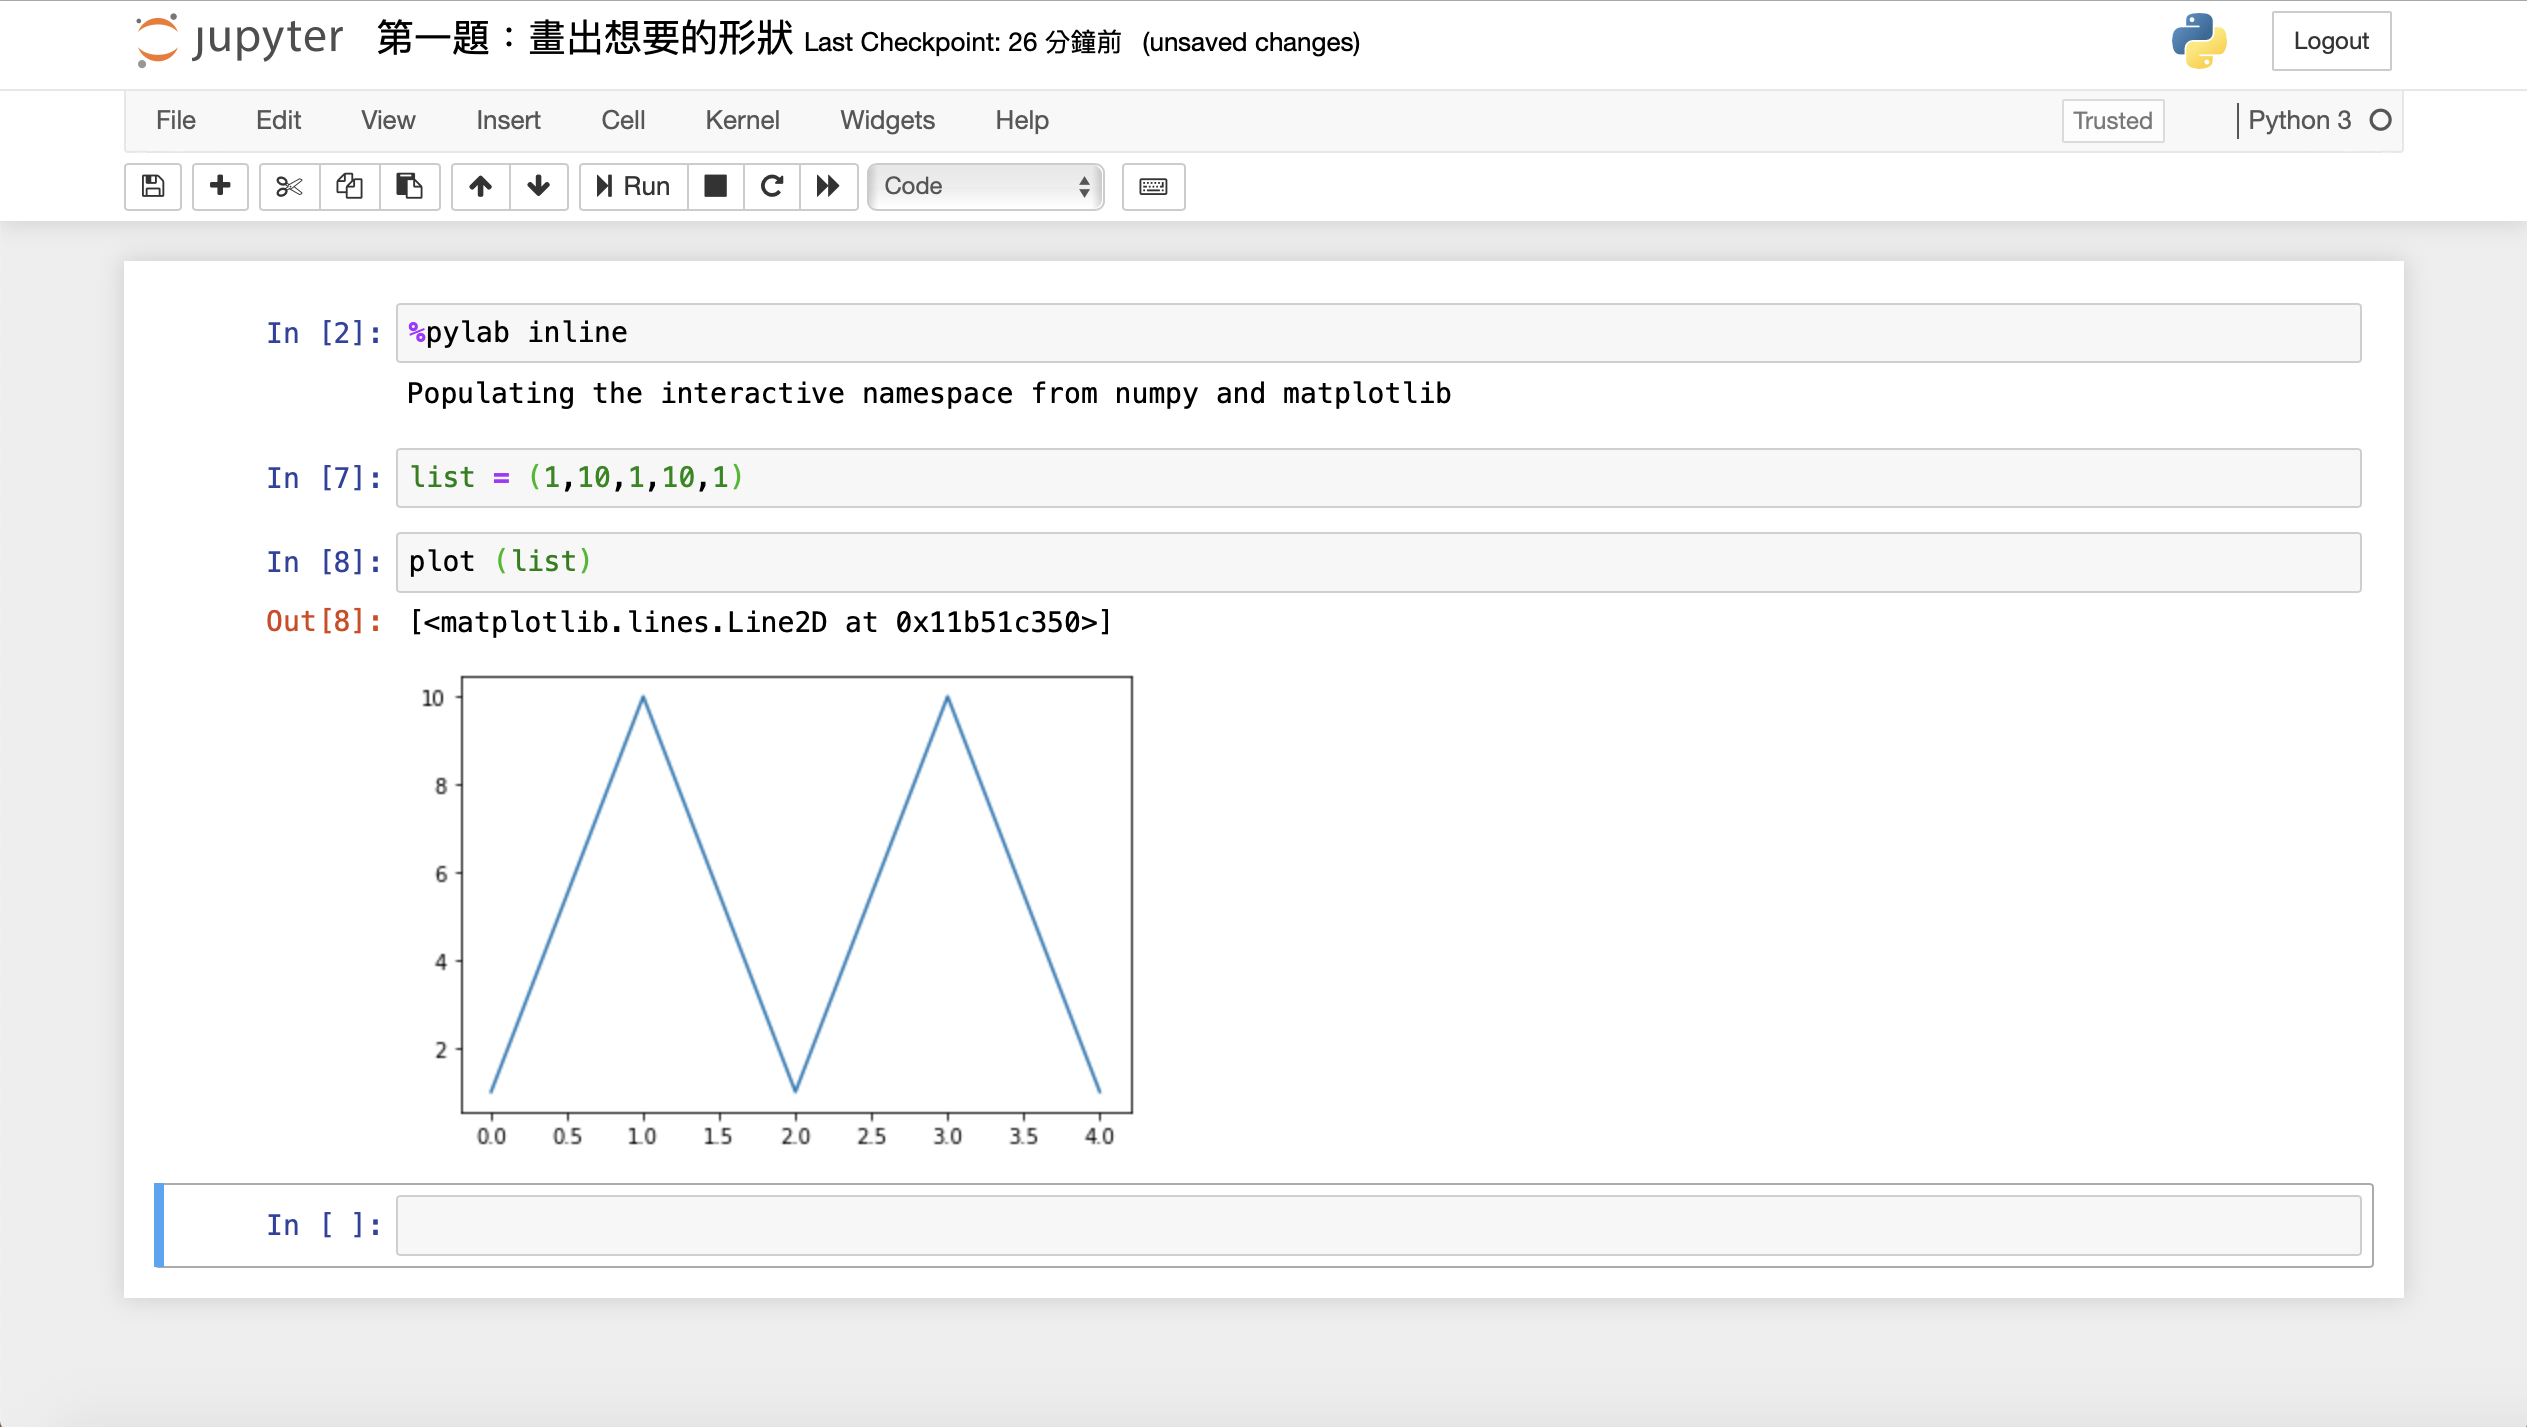 jupyter 第一題：畫出想要的形狀 Last Checkpoint: 26 分鐘前 (unsaved changes) Logout
File Edit View Insert Cell Kernel Widgets Help Trusted Python 3
Run Code
In [2]: %pylab inline
Populating the interactive namespace from numpy and matplotlib
In [7]: list = (1,10,1,10,1)
In [8]: plot (list)
Out[8]: [<matplotlib.lines.Line2D at 0x11b51c350>]
10
8
6
4
2
0.0 0.5 1.0 1.5 2.0 2.5 3.0 3.5 4.0
In [ ]: